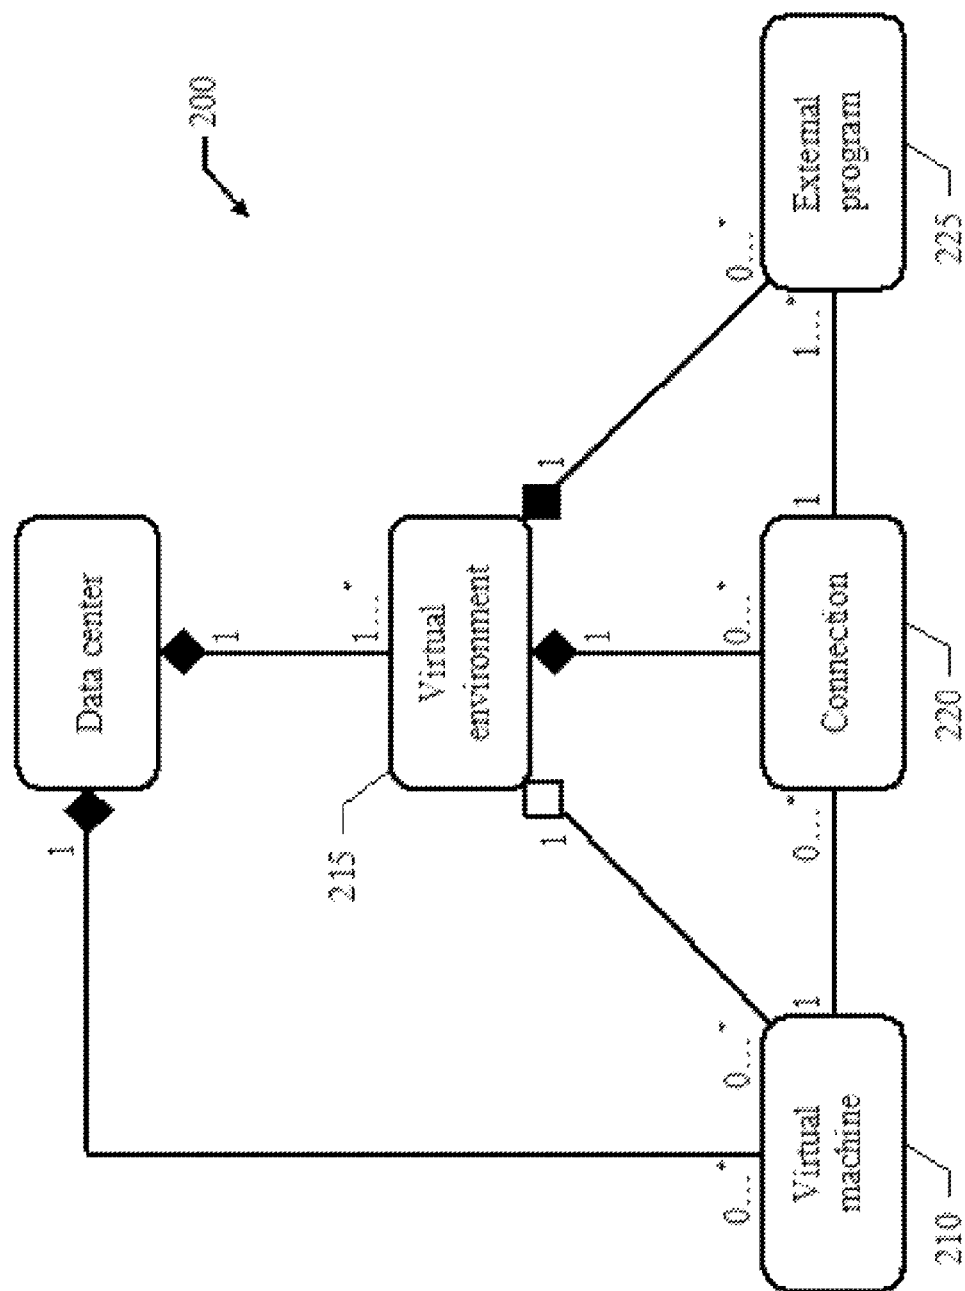 200
Data center
1
1
1...*
0...*
Virtual
environment
215
1
1
1
0...*
0...*
0...*
Virtual
machine
210
1
0...*
Connection
220
1
1...*
External
program
225